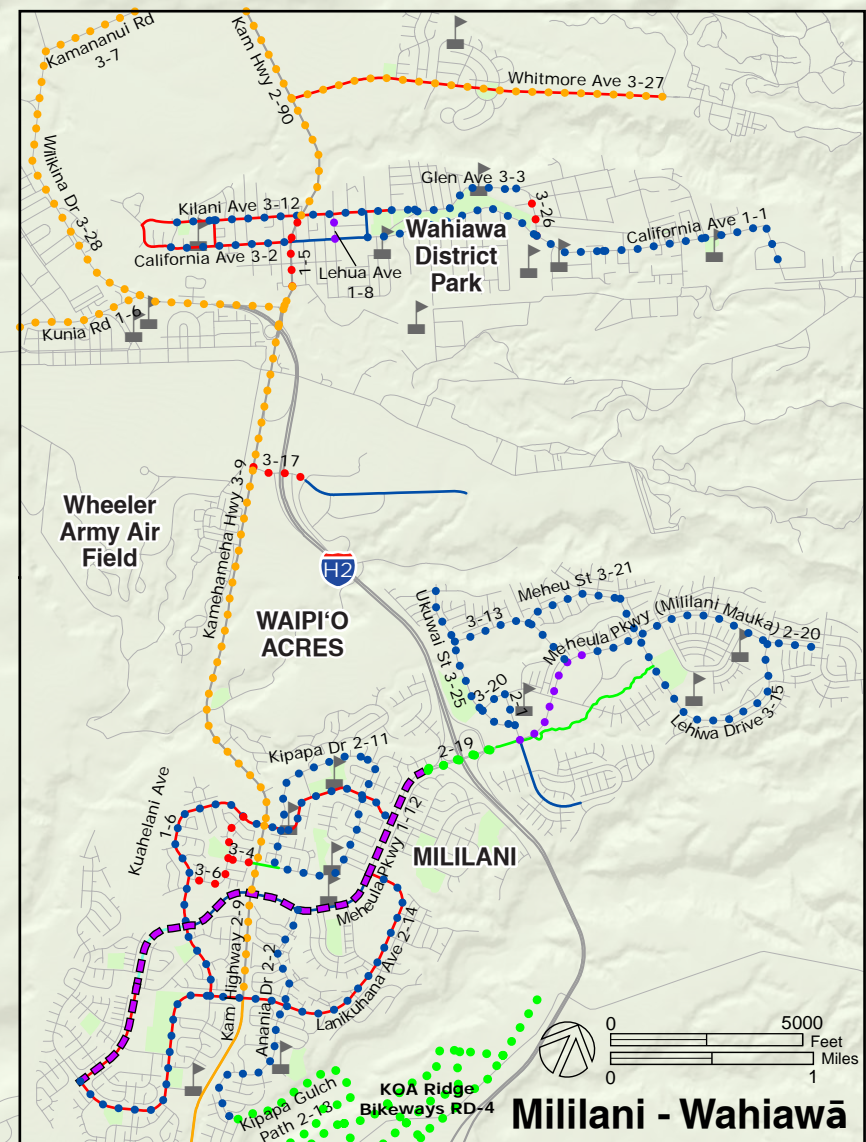 Kamananui Rd
3-7
Kam Hwy 2-90
Whitmore Ave 3-27
Wilikina Dr 3-28
Glen Ave 3-3
3-26
Kilani Ave 3-12
California Ave 3-2
1-5
Wahiawa
District
Park
California Ave 1-1
Lehua Ave
1-8
Kunia Rd 1-6
3-17
Wheeler
Army Air
Field
Kamehameha Hwy 3-9
H2
WAIPI‘O
ACRES
Ukuwai St 3-25
3-13
Meheu St 3-21
Meheula Pkwy (Mililani Mauka) 2-20
3-20
2-1
Lehiwa Drive 3-15
2-19
Kipapa Dr 2-11
Kuahelani Ave
1-6
3-4
3-6
Meheula Pkwy 1-12
MILILANI
Kam Highway 2-9
Anania Dr 2-2
Lanikuhana Ave 2-14
Kipapa Gulch
Path 2-13
KOA Ridge
Bikeways RD-4
0 5000
Feet
Miles
0 1
Mililani - Wahiawā